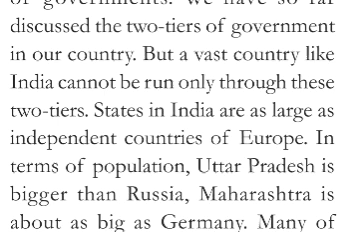 of governments. We have so far
discussed the two-tiers of government
in our country. But a vast country like
India cannot be run only through these
two-tiers. States in India are as large as
independent countries of Europe. In
terms of population, Uttar Pradesh is
bigger than Russia, Maharashtra is
about as big as Germany. Many of